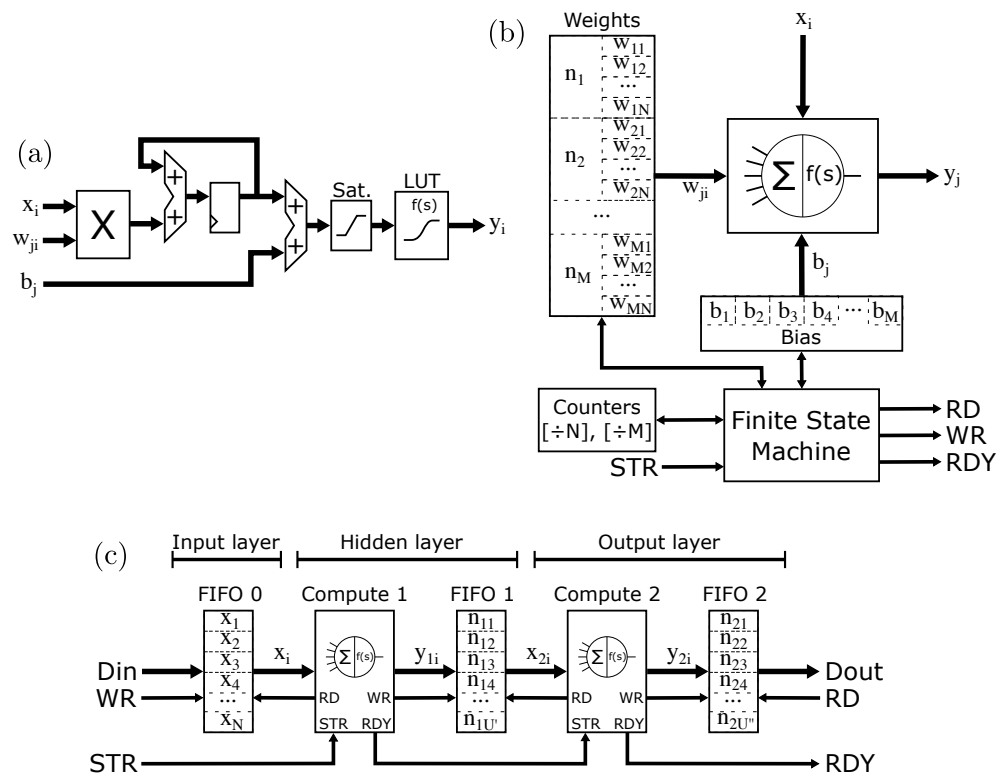 (a)
x_i
w_ji
b_j
X
+
+
+
+
Sat.
LUT
f(s)
y_i
(b)
Weights
n_1
w_11
w_12
...
w_1N
n_2
w_21
w_22
...
w_2N
...
n_M
w_M1
w_M2
...
w_MN
x_i
w_ji
Σ f(s)
y_j
b_j
b_1 b_2 b_3 b_4 ... b_M
Bias
Counters
[÷N], [÷M]
STR
Finite State
Machine
RD
WR
RDY
(c)
Input layer
Hidden layer
Output layer
FIFO 0
Compute 1
FIFO 1
Compute 2
FIFO 2
Din
WR
STR
x_1
x_2
x_3
x_4
...
x_N
x_i
Σ f(s)
RD WR
STR RDY
y_1i
n_11
n_12
n_13
n_14
...
n_1U'
x_2i
Σ f(s)
RD WR
STR RDY
y_2i
n_21
n_22
n_23
n_24
...
n_2U"
Dout
RD
RDY